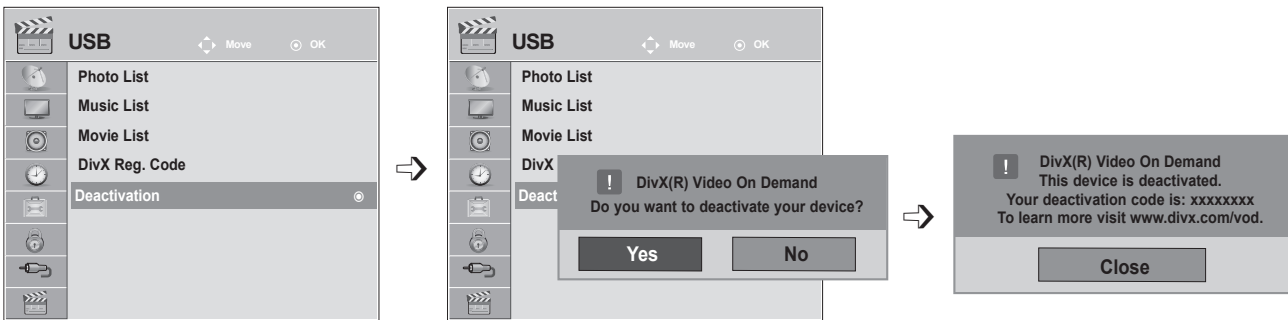 USB
Move
OK
Photo List
Music List
Movie List
DivX Reg. Code
Deactivation
USB
Move
OK
Photo List
Music List
Movie List
DivX
Deact
! DivX(R) Video On Demand
Do you want to deactivate your device?
Yes
No
! DivX(R) Video On Demand
This device is deactivated.
Your deactivation code is: xxxxxxxx
To learn more visit www.divx.com/vod.
Close